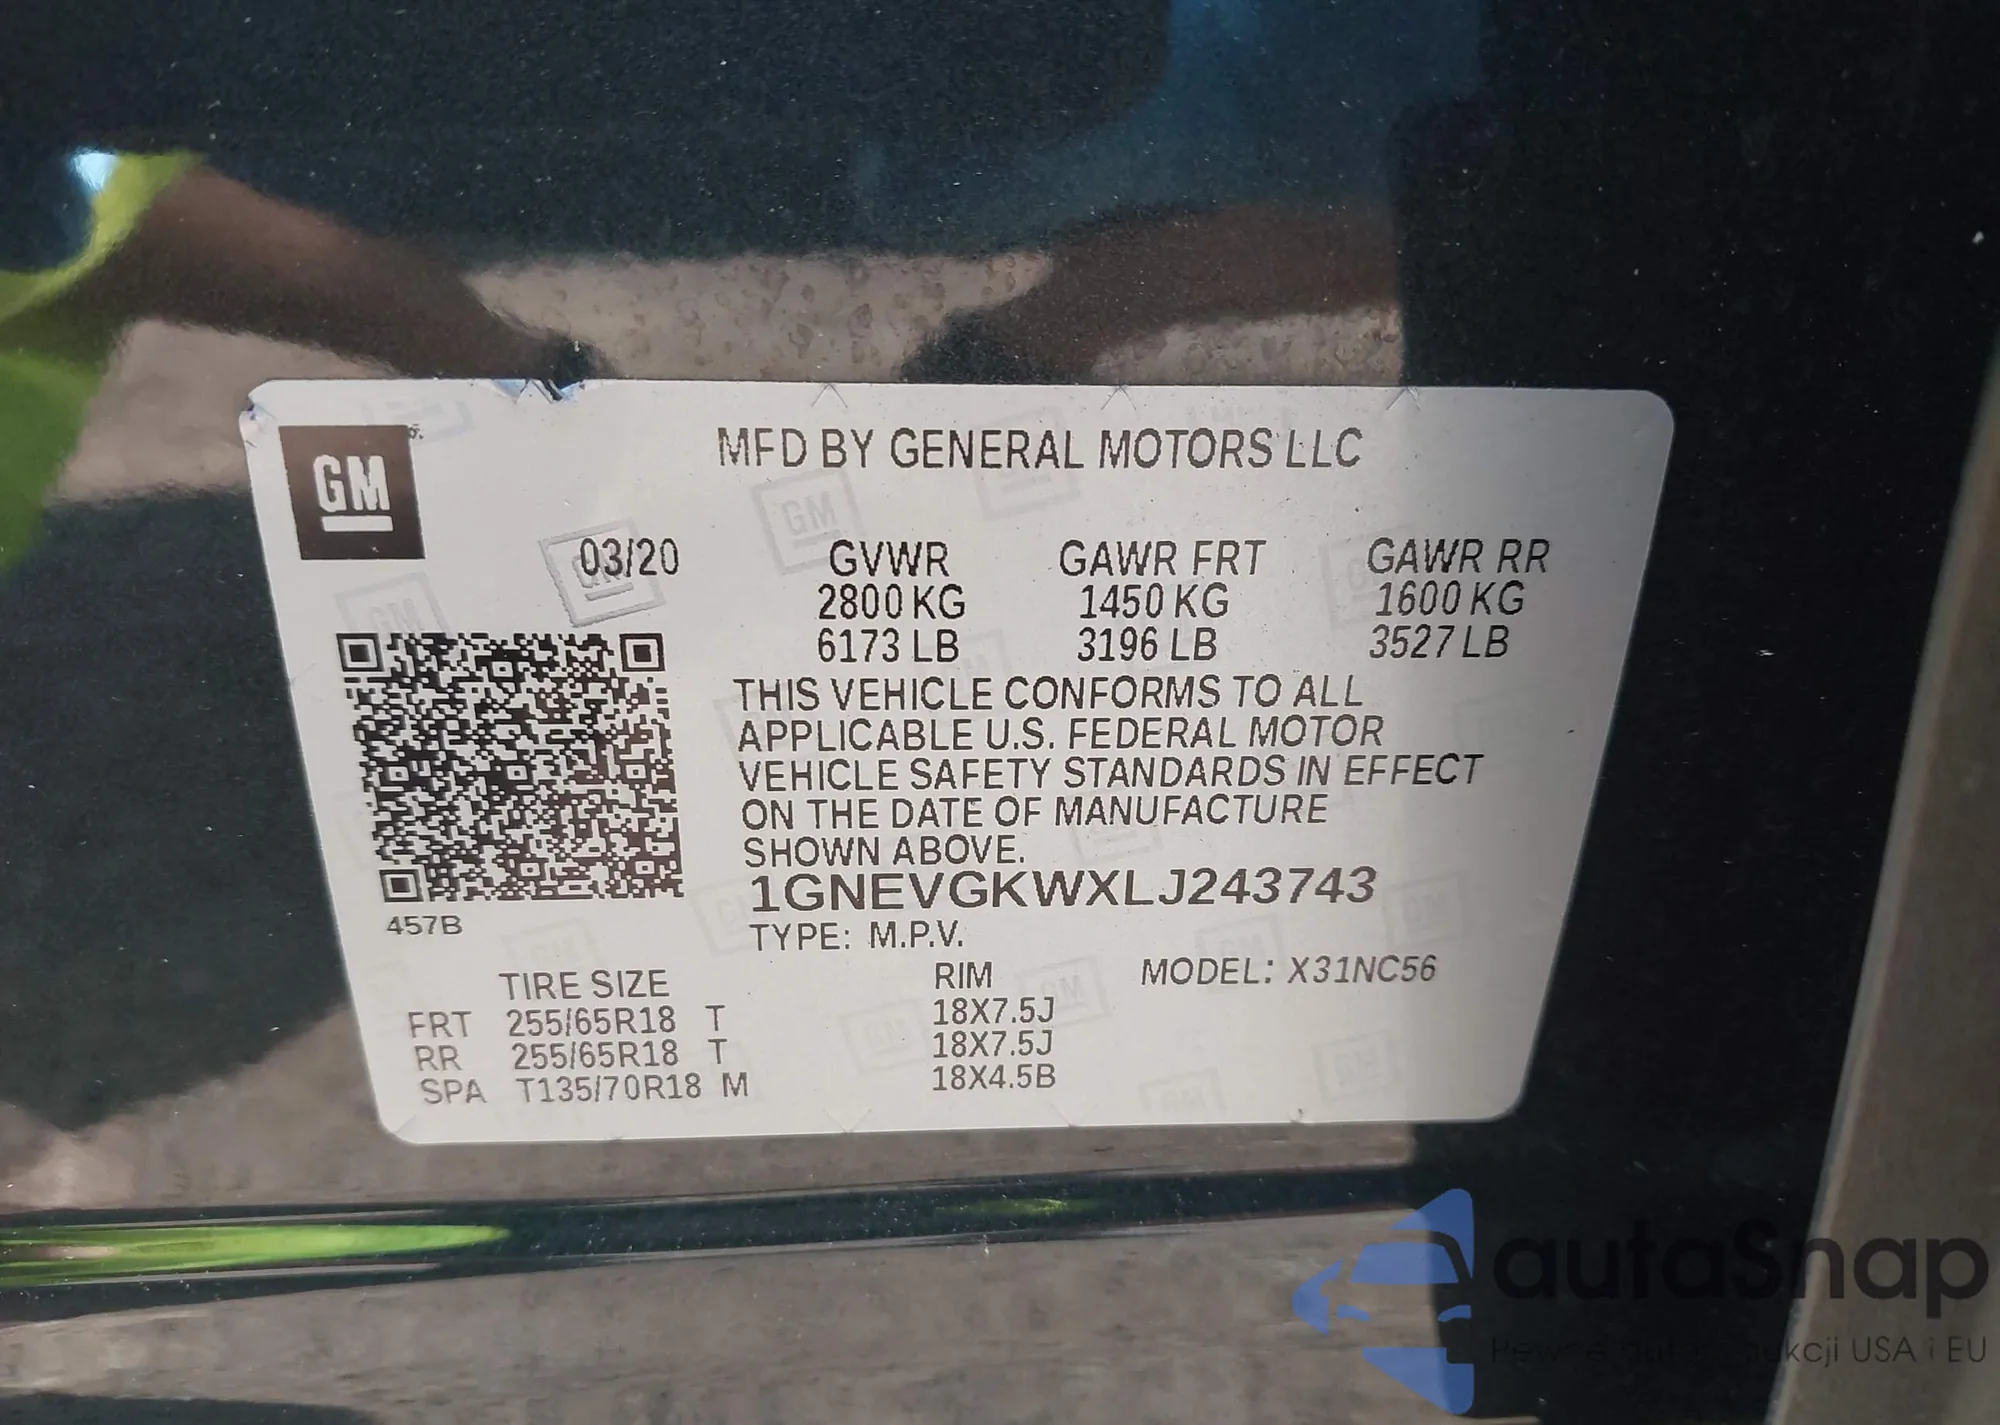 GM
MFD BY GENERAL MOTORS LLC
03/20 GVWR GAWR FRT GAWR RR
2800 KG 1450 KG 1600 KG
6173 LB 3196 LB 3527 LB
THIS VEHICLE CONFORMS TO ALL
APPLICABLE U.S. FEDERAL MOTOR
VEHICLE SAFETY STANDARDS IN EFFECT
ON THE DATE OF MANUFACTURE
SHOWN ABOVE.
1GNEVGKWXLJ243743
457B
TYPE: M.P.V.
TIRE SIZE RIM MODEL: X31NC56
FRT 255/65R18 T 18X7.5J
RR 255/65R18 T 18X7.5J
SPA T135/70R18 M 18X4.5B
autaSnap
USA i EU